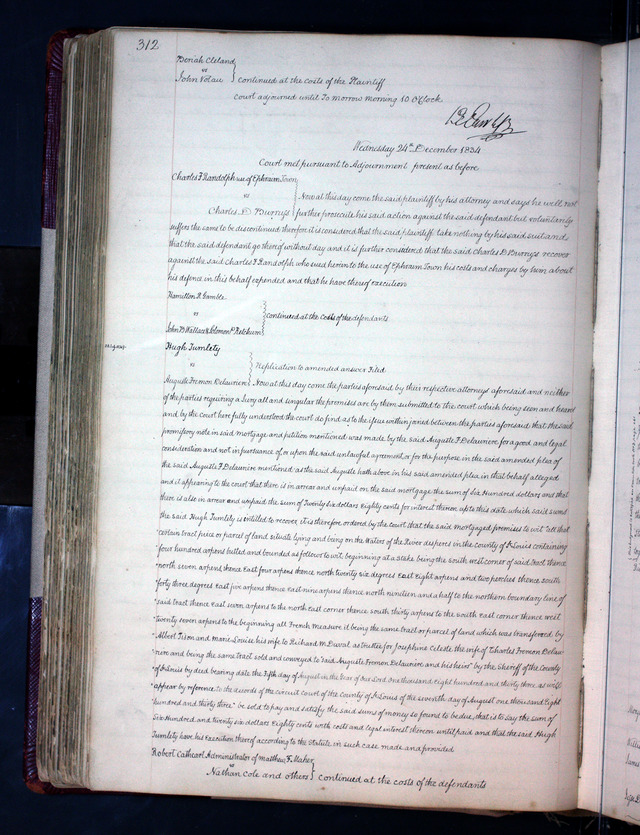 312
Boriah Cleland
vs
John Votau } continued at the costs of the Plaintiff
Court adjourned until To morrow morning 10 O'Clock
Wednesday 24th December 1834
Court met pursuant to Adjournment present as before
Charles F Randolph use of Ephraim Town
vs
Charles D Burnys } Now at this day come the said plaintiff by his attorney and says he will not
further prosecute his said action against the said defendant but voluntarily
suffers the same to be discontinued therefore it is considered that the said plaintiff take nothing by his said suit and
that the said defendant go thereof without day and it is further considered that the said Charles D Burnys recover
against the said Charles F Randolph who sued herein to the use of Ephraim Town his costs and charges by him about
his defence in this behalf expended and that he have thereof execution
Hamilton R Gamble
vs } continued at the Costs of the defendants
John B Wallace & Solomon Ketchum
Hugh Tumlety
vs } Replication to amended answer Filed
Auguste Fremon Delauriere } Now at this day come the parties aforesaid by their respective attorneys aforesaid and neither
of the parties requiring a Jury all and singular the premises are by them submitted to the court which being seen and heard
and by the court here fully understood the court do find as to the issue within joined between the parties aforesaid that the said
promissory note in said mortgage and petition mentioned was made by the said Auguste F Delauriere for a good and legal
consideration and not in pursuance of, or upon the said unlawful agreement or for the purpose in the said amended plea of
the said Auguste F Delauriere mentioned as the said Auguste hath above in his said amended plea in that behalf alleged
and it appearing to the court that there is in arrear and unpaid on the said mortgage the sum of Six Hundred dollars and that
there is also in arrear and unpaid the sum of Twenty six dollars Eighty cents for interest thereon up to this date which said sums
the said Hugh Tumlety is entitled to recover, it is therefore ordered by the court that the said mortgaged premises to wit "all that
"certain tract piece or parcel of land situate lying and being on the Waters of the River desperes in the county of St Louis containing
"four hundred arpens butted and bounded as follows to wit, beginning at a stake being the south west corner of said tract thence
"north seven arpens thence East four arpens thence north twenty six degrees East Eight arpens and two perches thence south
"forty three degrees East five arpens thence east nine arpens thence north nineteen and a half to the northern boundary line of
"said tract thence east seven arpens to the north east corner thence south thirty arpens to the south east corner thence west
"twenty seven arpens to the beginning all French measure it being the same tract or parcel of land which was transferred by
"Albert Tison and Marie Louise his wife to Richard M Duval as trustee for Josephine Celeste the wife of Charles Fremon Delau-
"riere and being the same tract sold and conveyed to said Auguste Fremon Delauriere and his heirs" by the Sheriff of the County
"of St Louis by deed bearing date the Fifth day of August in the Year of our Lord One thousand Eight hundred and thirty three as will
"appear by reference to the records of the circuit court of the County of St Louis of the seventh day of August one thousand Eight
"hundred and thirty three" be sold to pay and satisfy the said sums of money so found to be due, that is to say the sum of
Six Hundred and twenty six dollars Eighty cents with costs and legal interest thereon until paid and that the said Hugh
Tumlety have his Execution thereof according to the Statute in such case made and provided
Robert Cathcart Administrator of Matthew F. Maher
vs
Nathan Cole and others } continued at the costs of the defendants